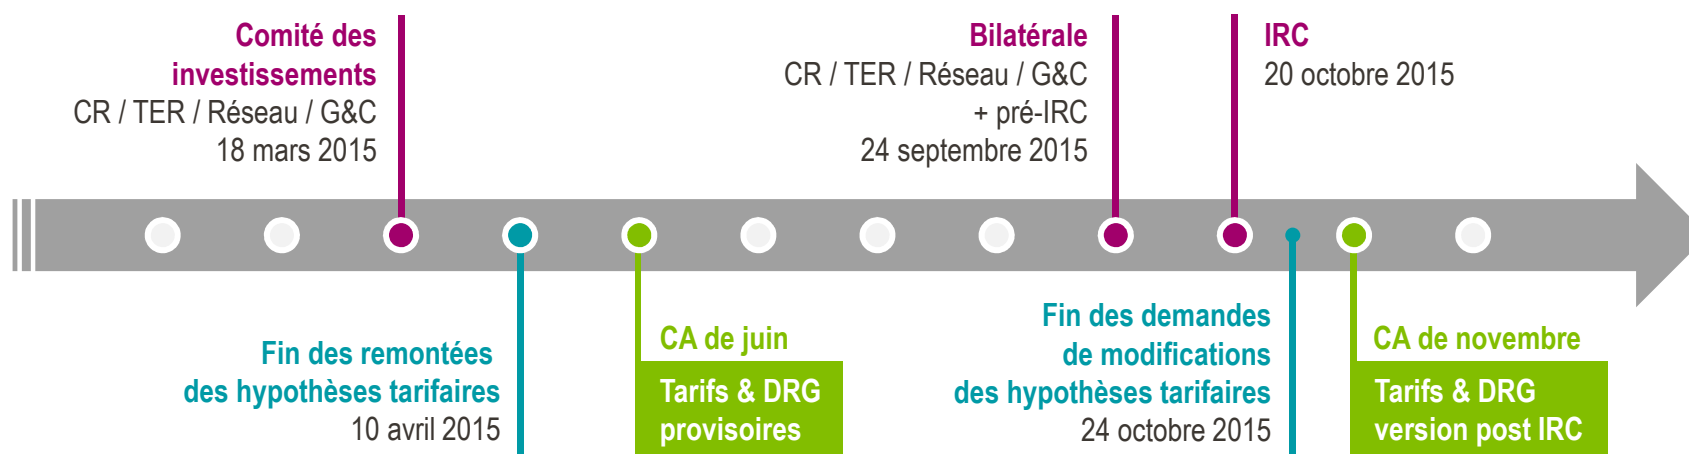 Comité des
investissements
CR / TER / Réseau / G&C
18 mars 2015
Bilatérale
CR / TER / Réseau / G&C
+ pré-IRC
24 septembre 2015
IRC
20 octobre 2015
Fin des remontées
des hypothèses tarifaires
10 avril 2015
CA de juin
Tarifs & DRG
provisoires
Fin des demandes
de modifications
des hypothèses tarifaires
24 octobre 2015
CA de novembre
Tarifs & DRG
version post IRC